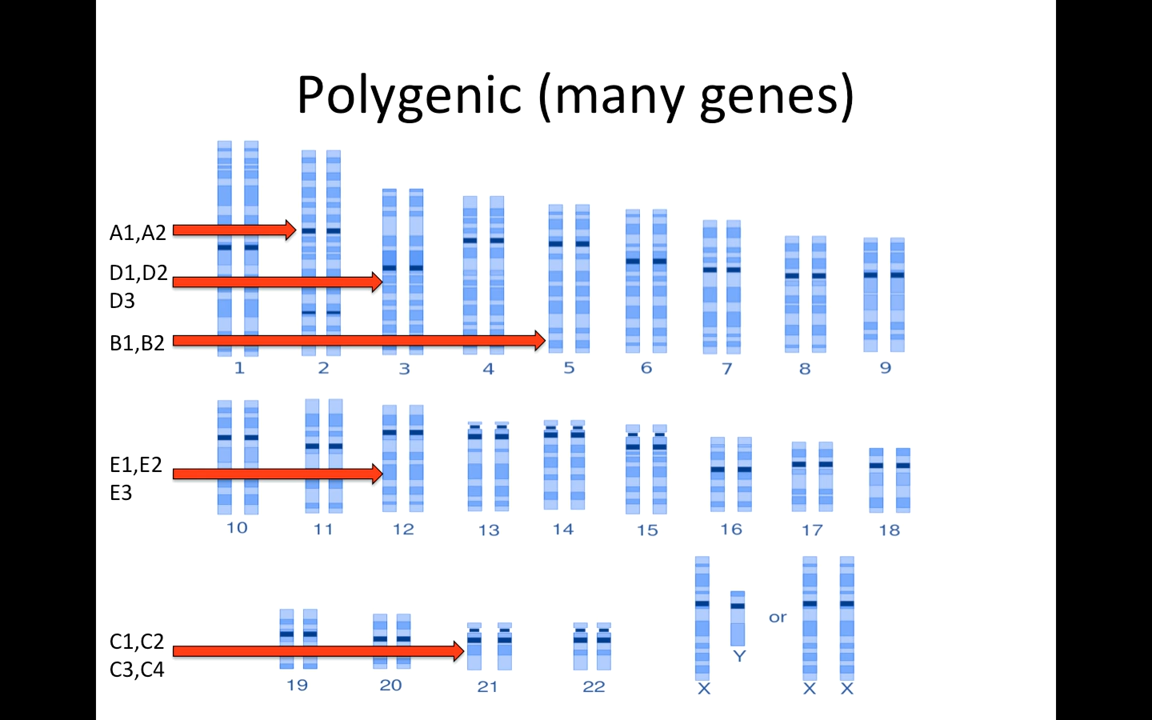 Polygenic (many genes)
A1,A2
D1,D2
D3
B1,B2
1 2 3 4 5 6 7 8 9
E1,E2
E3
10 11 12 13 14 15 16 17 18
or
Y
C1,C2
C3,C4
19 20 21 22 X X X